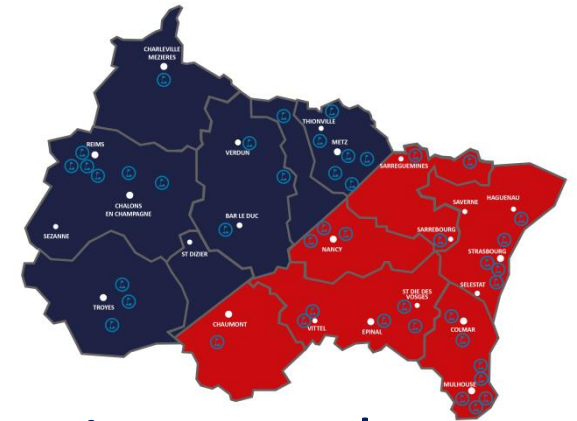 CHARLEVILLE
MEZIERES
THIONVILLE
REIMS
VERDUN
METZ
SARREGUEMINES
CHALONS
EN CHAMPAGNE
SAVERNE
HAGUENAU
BAR LE DUC
SEZANNE
SARREBOURG
NANCY
ST DIZIER
STRASBOURG
SELESTAT
TROYES
ST DIE DES
VOSGES
CHAUMONT
VITTEL
EPINAL
COLMAR
MULHOUSE